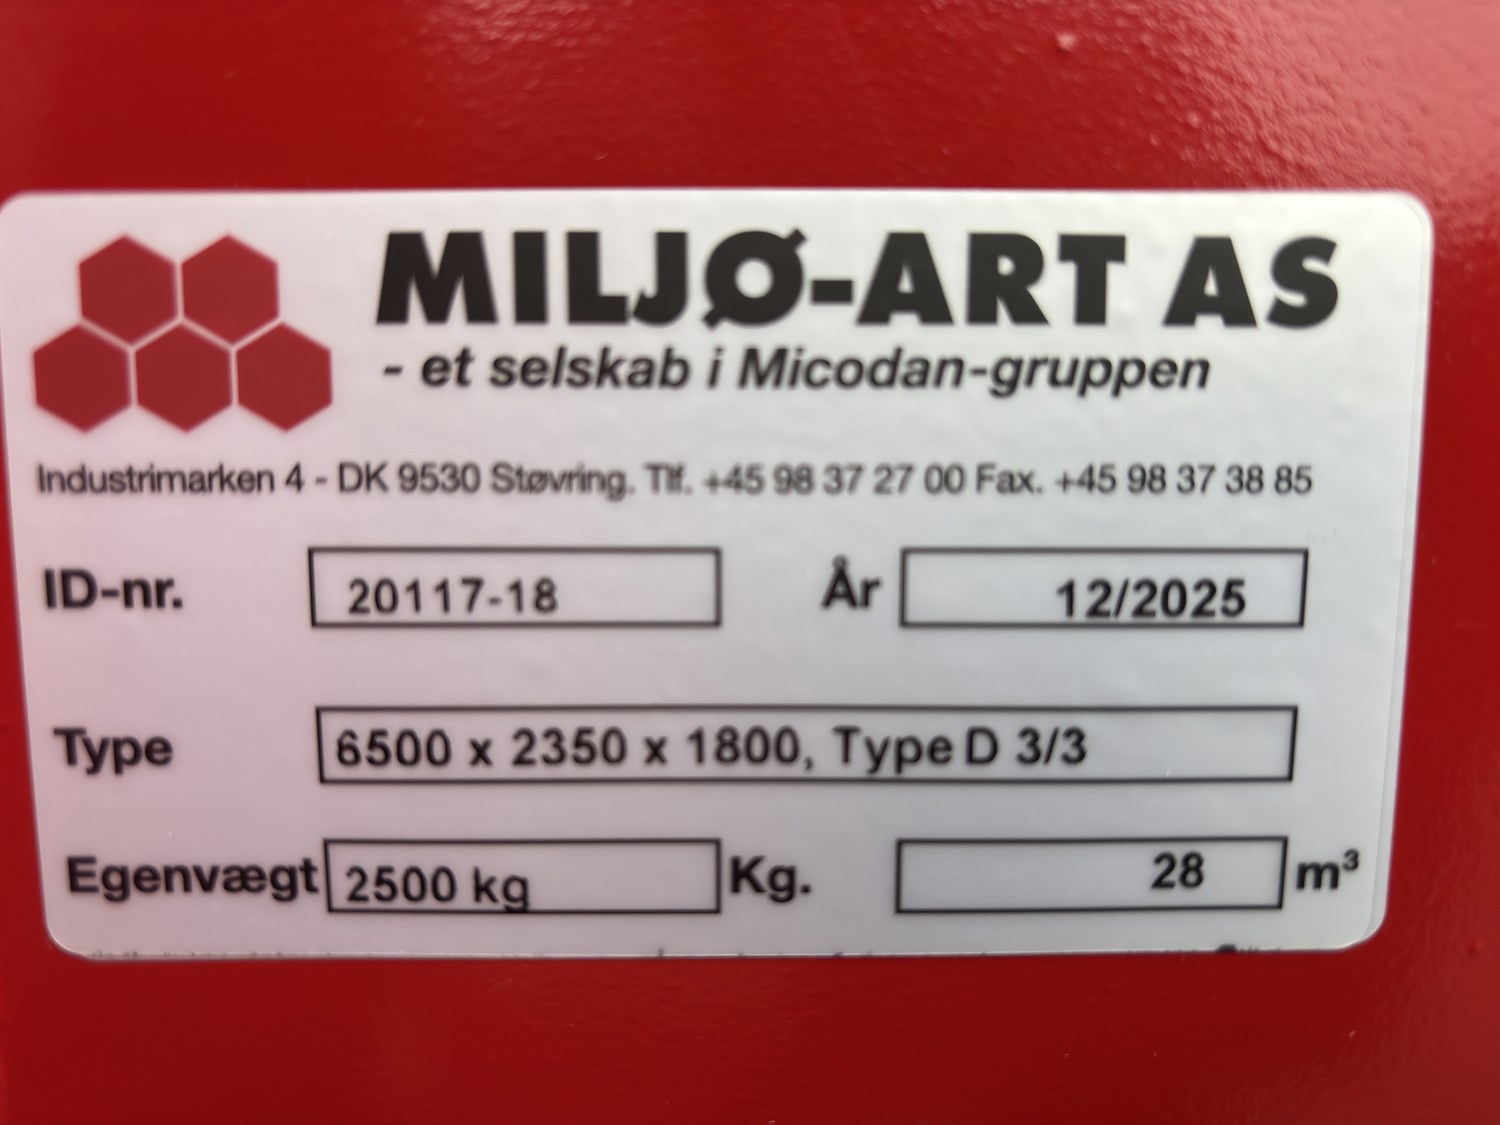 MILJØ-ART AS
- et selskab i Micodan-gruppen
Industrimarken 4 - DK 9530 Støvring. Tlf. +45 98 37 27 00 Fax. +45 98 37 38 85
ID-nr. 20117-18 År 12/2025
Type 6500 x 2350 x 1800, Type D 3/3
Egenvægt 2500 kg Kg. 28 m³